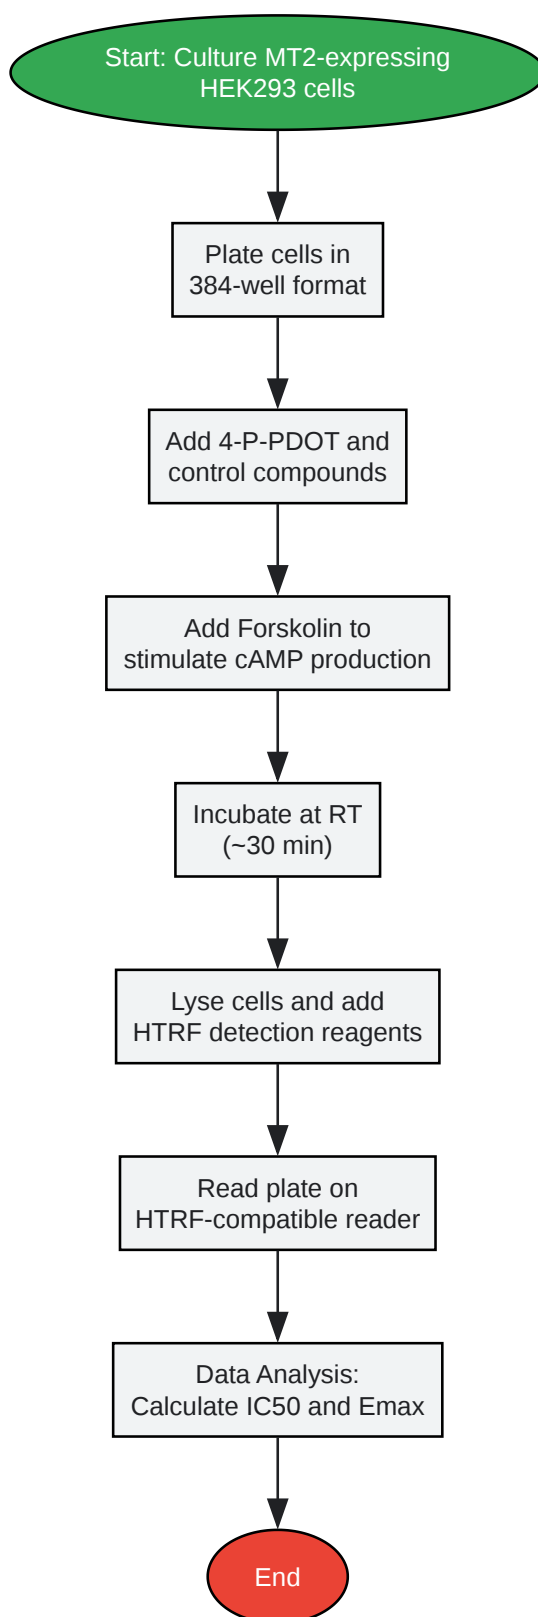 Start: Culture MT2-expressing
HEK293 cells
Plate cells in
384-well format
Add 4-P-PDOT and
control compounds
Add Forskolin to
stimulate cAMP production
Incubate at RT
(~30 min)
Lyse cells and add
HTRF detection reagents
Read plate on
HTRF-compatible reader
Data Analysis:
Calculate IC50 and Emax
End